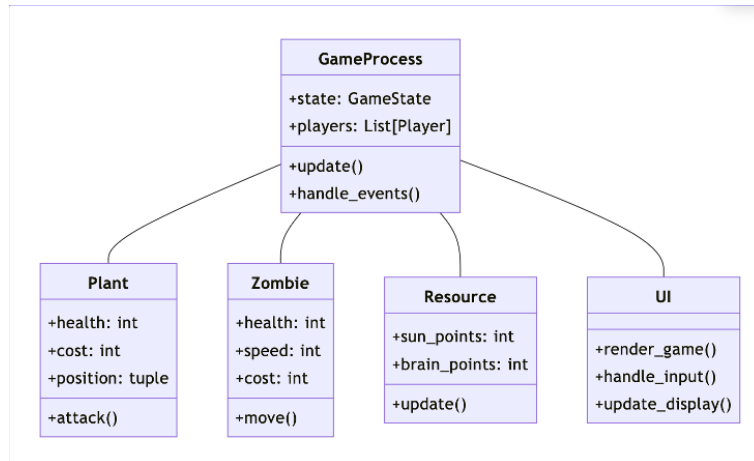 GameProcess
+state: GameState
+players: List[Player]
+update()
+handle_events()
Plant
+health: int
+cost: int
+position: tuple
+attack()
Zombie
+health: int
+speed: int
+cost: int
+move()
Resource
+sun_points: int
+brain_points: int
+update()
UI
+render_game()
+handle_input()
+update_display()